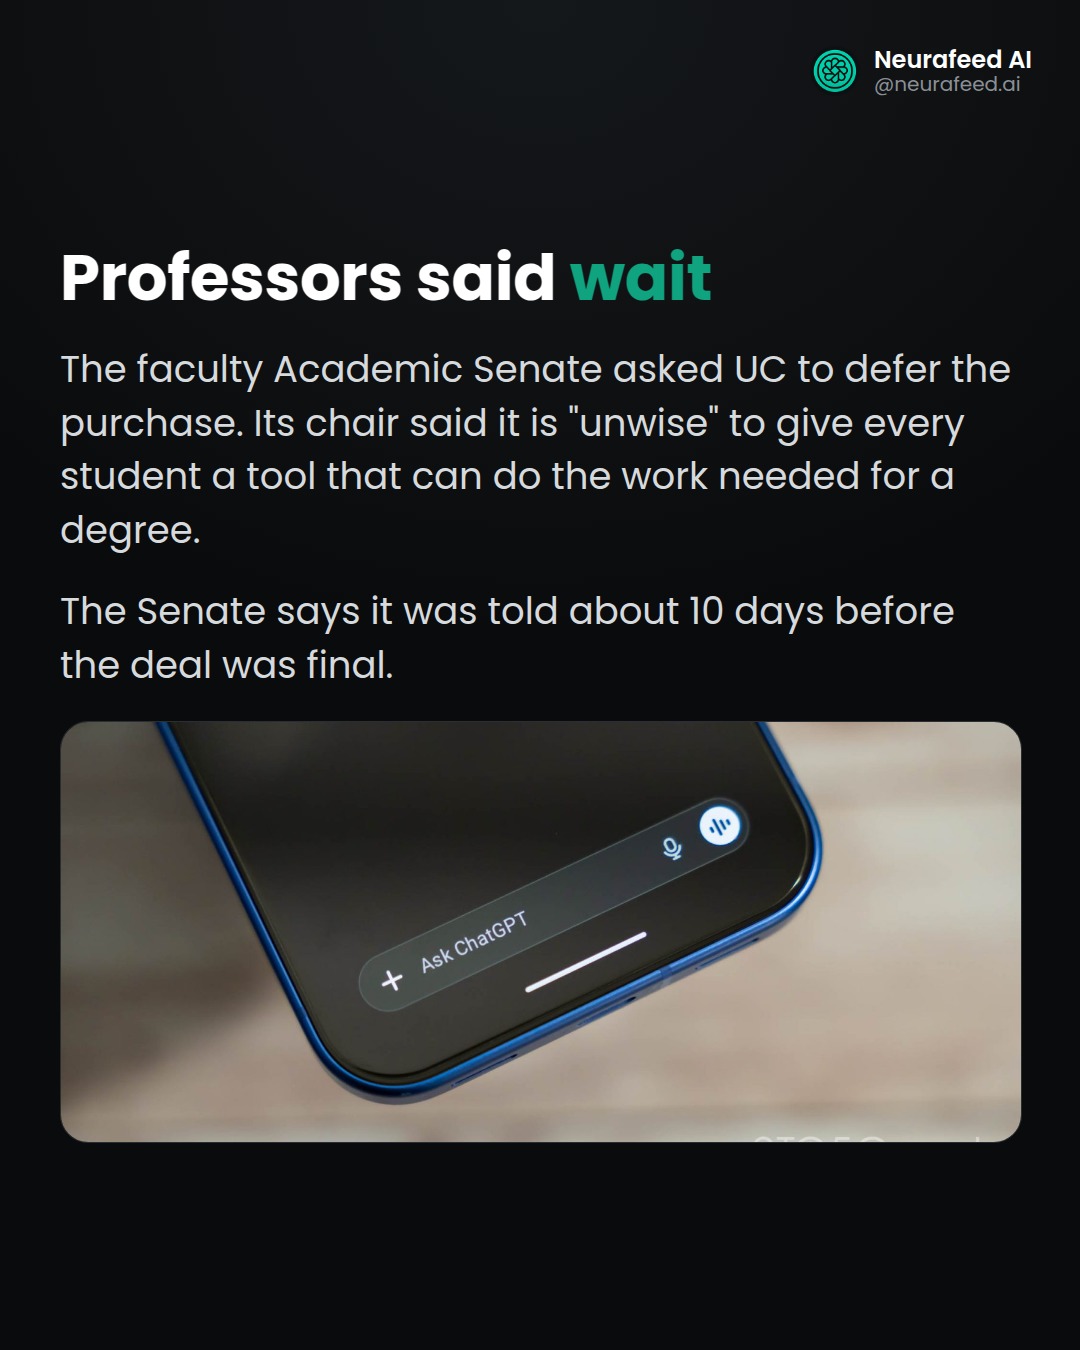 Neurafeed AI
@neurafeed.ai
Professors said wait
The faculty Academic Senate asked UC to defer the
purchase. Its chair said it is "unwise" to give every
student a tool that can do the work needed for a
degree.
The Senate says it was told about 10 days before
the deal was final.
Ask ChatGPT